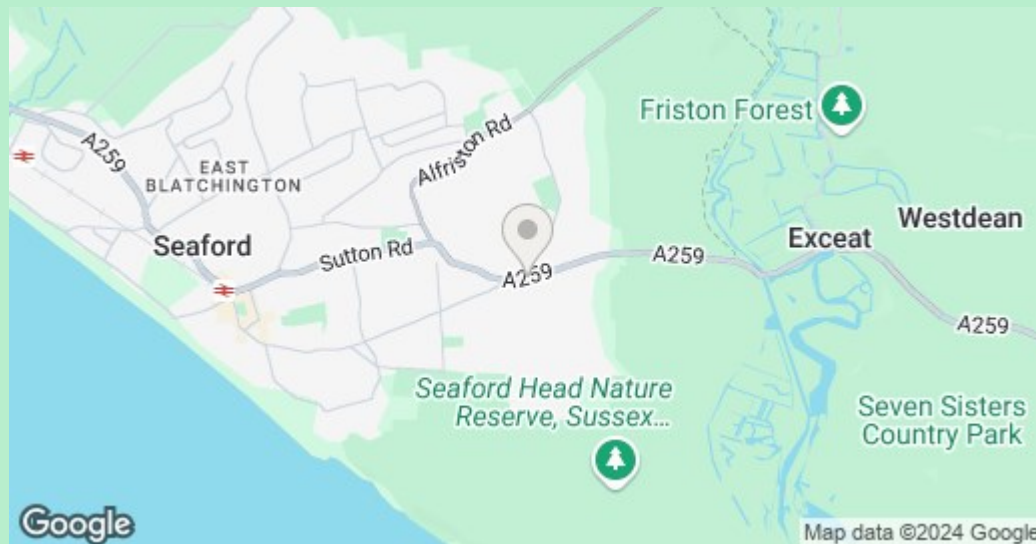 A259
EAST
BLATCHINGTON
Seaford
Sutton Rd
Alfriston Rd
A259
A259
Friston Forest
Exceat
Westdean
A259
Seaford Head Nature
Reserve, Sussex...
Seven Sisters
Country Park
Google
Map data ©2024 Google